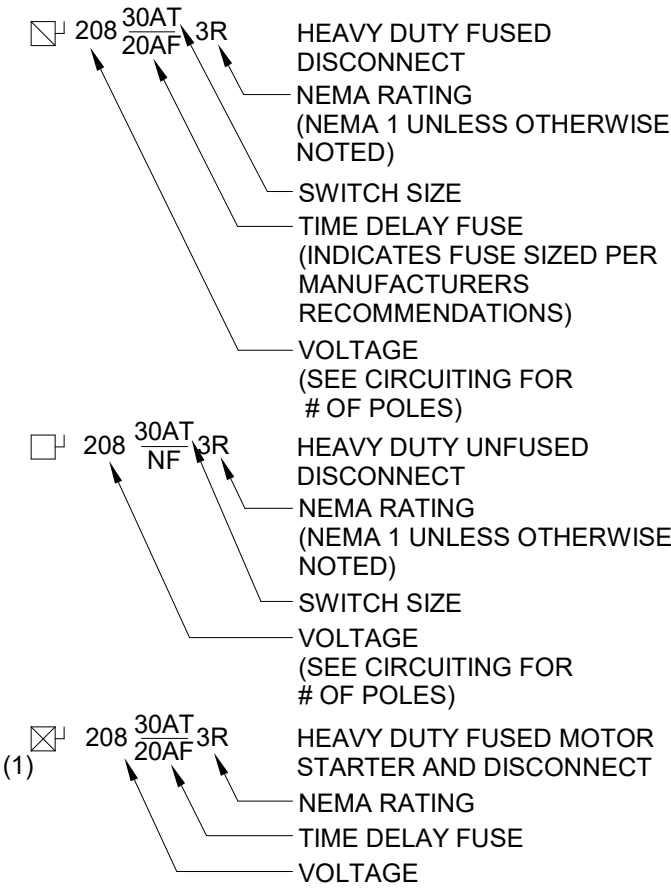 208 30AT 3R HEAVY DUTY FUSED
20AF DISCONNECT
NEMA RATING
(NEMA 1 UNLESS OTHERWISE
NOTED)
SWITCH SIZE
TIME DELAY FUSE
(INDICATES FUSE SIZED PER
MANUFACTURERS
RECOMMENDATIONS)
VOLTAGE
(SEE CIRCUITING FOR
# OF POLES)
208 30AT 3R HEAVY DUTY UNFUSED
NF DISCONNECT
NEMA RATING
(NEMA 1 UNLESS OTHERWISE
NOTED)
SWITCH SIZE
VOLTAGE
(SEE CIRCUITING FOR
# OF POLES)
208 30AT 3R HEAVY DUTY FUSED MOTOR
(1) 20AF STARTER AND DISCONNECT
NEMA RATING
TIME DELAY FUSE
VOLTAGE